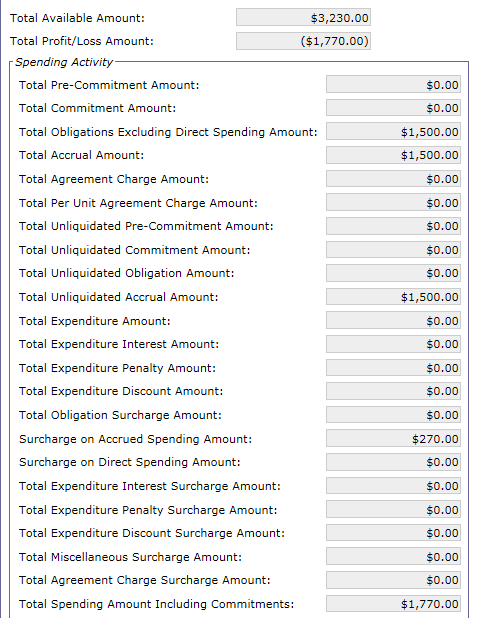 Total Available Amount: $3,230.00
Total Profit/Loss Amount: ($1,770.00)
Spending Activity
Total Pre-Commitment Amount: $0.00
Total Commitment Amount: $0.00
Total Obligations Excluding Direct Spending Amount: $1,500.00
Total Accrual Amount: $1,500.00
Total Agreement Charge Amount: $0.00
Total Per Unit Agreement Charge Amount: $0.00
Total Unliquidated Pre-Commitment Amount: $0.00
Total Unliquidated Commitment Amount: $0.00
Total Unliquidated Obligation Amount: $0.00
Total Unliquidated Accrual Amount: $1,500.00
Total Expenditure Amount: $0.00
Total Expenditure Interest Amount: $0.00
Total Expenditure Penalty Amount: $0.00
Total Expenditure Discount Amount: $0.00
Total Obligation Surcharge Amount: $0.00
Surcharge on Accrued Spending Amount: $270.00
Surcharge on Direct Spending Amount: $0.00
Total Expenditure Interest Surcharge Amount: $0.00
Total Expenditure Penalty Surcharge Amount: $0.00
Total Expenditure Discount Surcharge Amount: $0.00
Total Miscellaneous Surcharge Amount: $0.00
Total Agreement Charge Surcharge Amount: $0.00
Total Spending Amount Including Commitments: $1,770.00